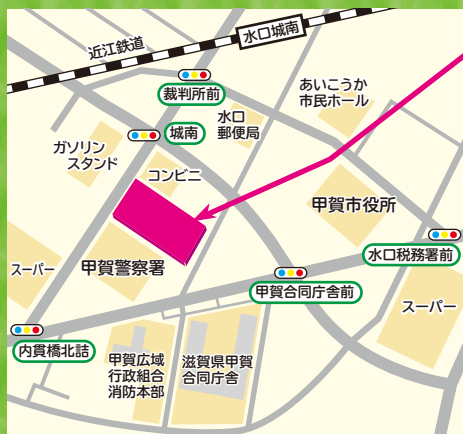 近江鉄道
水口城南
裁判所前
あいこうか
市民ホール
城南
水口
郵便局
ガソリン
スタンド
コンビニ
甲賀市役所
水口税務署前
スーパー
甲賀警察署
甲賀合同庁舎前
スーパー
内貫橋北詰
甲賀広域
行政組合
消防本部
滋賀県甲賀
合同庁舎